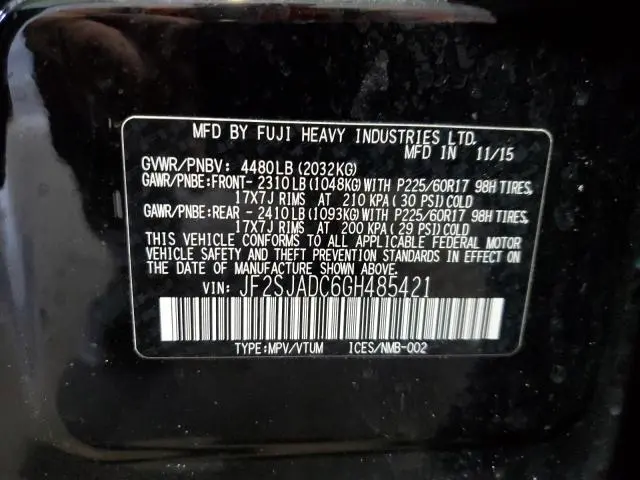 MFD BY FUJI HEAVY INDUSTRIES LTD.
MFD IN 11/15
GVWR/PNBV: 4480LB (2032KG)
GAWR/PNBE:FRONT- 2310LB(1048KG) WITH P225/60R17 98H TIRES,
17X7J RIMS AT 210 KPA ( 30 PSI) COLD
GAWR/PNBE:REAR - 2410LB(1093KG) WITH P225/60R17 98H TIRES,
17X7J RIMS AT 200 KPA ( 29 PSI) COLD
THIS VEHICLE CONFORMS TO ALL APPLICABLE FEDERAL MOTOR
VEHICLE SAFETY AND THEFT PREVENTION STANDARDS IN EFFECT
ON THE DATE OF MANUFACTURE SHOWN ABOVE.
VIN: JF2SJADC6GH485421
TYPE:MPV/VTUM ICES/NMB-002